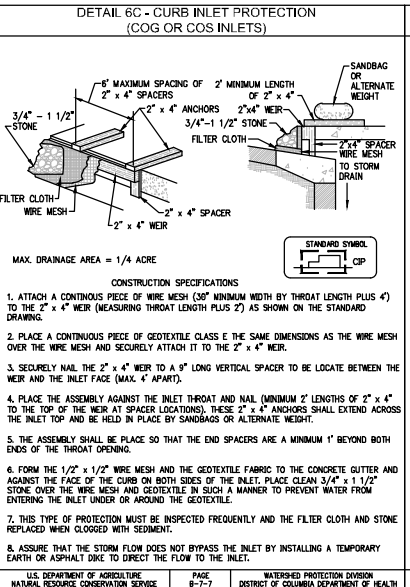 DETAIL 6C - CURB INLET PROTECTION
(COG OR COS INLETS)
6' MAXIMUM SPACING OF
2" x 4" SPACERS
2" x 4" ANCHORS
3/4" - 1 1/2"
STONE
FILTER CLOTH
WIRE MESH
2" x 4" SPACER
2" x 4" WEIR
2' MINIMUM LENGTH
OF 2" x 4"
2"x4" WEIR
3/4"-1 1/2" STONE
FILTER CLOTH
SANDBAG
OR
ALTERNATE
WEIGHT
2"x4" SPACER
WIRE MESH
TO STORM
DRAIN
MAX. DRAINAGE AREA = 1/4 ACRE
STANDARD SYMBOL
CIP
CONSTRUCTION SPECIFICATIONS
1. ATTACH A CONTINOUS PIECE OF WIRE MESH (30" MINIMUM WIDTH BY THROAT LENGTH PLUS 4')
TO THE 2" x 4" WEIR (MEASURING THROAT LENGTH PLUS 2') AS SHOWN ON THE STANDARD
DRAWING.
2. PLACE A CONTINUOUS PIECE OF GEOTEXTILE CLASS E THE SAME DIMENSIONS AS THE WIRE MESH
OVER THE WIRE MESH AND SECURELY ATTACH IT TO THE 2" x 4" WEIR.
3. SECURELY NAIL THE 2" x 4" WEIR TO A 9" LONG VERTICAL SPACER TO BE LOCATE BETWEEN THE
WEIR AND THE INLET FACE (MAX. 4' APART).
4. PLACE THE ASSEMBLY AGAINST THE INLET THROAT AND NAIL (MINIMUM 2' LENGTHS OF 2" x 4"
TO THE TOP OF THE WEIR AT SPACER LOCATIONS). THESE 2" x 4" ANCHORS SHALL EXTEND ACROSS
THE INLET TOP AND BE HELD IN PLACE BY SANDBAGS OR ALTERNATE WEIGHT.
5. THE ASSEMBLY SHALL BE PLACE SO THAT THE END SPACERS ARE A MINIMUM 1' BEYOND BOTH
ENDS OF THE THROAT OPENING.
6. FORM THE 1/2" x 1/2" WIRE MESH AND THE GEOTEXTILE FABRIC TO THE CONCRETE GUTTER AND
AGAINST THE FACE OF THE CURB ON BOTH SIDES OF THE INLET. PLACE CLEAN 3/4" x 1 1/2"
STONE OVER THE WIRE MESH AND GEOTEXTILE IN SUCH A MANNER TO PREVENT WATER FROM
ENTERING THE INLET UNDER OR AROUND THE GEOTEXTILE.
7. THIS TYPE OF PROTECTION MUST BE INSPECTED FREQUENTLY AND THE FILTER CLOTH AND STONE
REPLACED WHEN CLOGGED WITH SEDIMENT.
8. ASSURE THAT THE STORM FLOW DOES NOT BYPASS THE INLET BY INSTALLING A TEMPORARY
EARTH OR ASPHALT DIKE TO DIRECT THE FLOW TO THE INLET.
U.S. DEPARTMENT OF AGRICULTURE
NATURAL RESOURCE CONSERVATION SERVICE
PAGE
B-7-7
WATERSHED PROTECTION DIVISION
DISTRICT OF COLUMBIA DEPARTMENT OF HEALTH